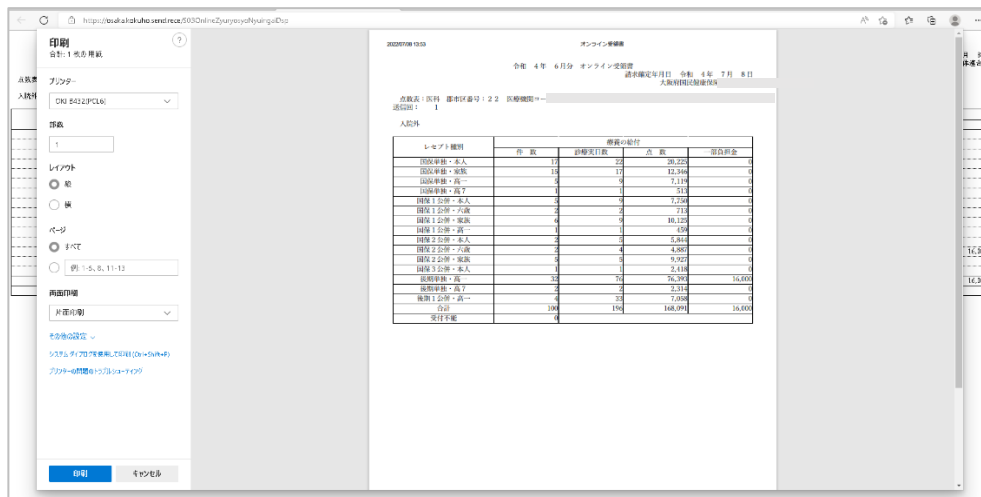 https://osaka.kokuho.send.rece/S03OnlineZyuryosyoNyuingaiDsp
印刷
合計: 1 枚の用紙
?
プリンター
OKI B432(PCL6)
部数
1
レイアウト
縦
横
ページ
すべて
例: 1-5, 8, 11-13
両面印刷
片面印刷
その他の設定
システム ダイアログを使用して印刷 (Ctrl+Shift+P)
プリンターの問題のトラブルシューティング
印刷 キャンセル
点数表
入院外
2022/07/09 13:53 オンライン受領書
令和 4年 6月分 オンライン受領書
請求確定年月日 令和 4年 7月 8日
大阪府国民健康保険
点数表:医科 都市区番号:22 医療機関コー
送信回: 1
入院外
レセプト種別 療養の給付
件 数 診療実日数 点 数 一部負担金
国保単独・本人 17 22 20,225 0
国保単独・家族 15 17 12,346 0
国保単独・高一 5 9 7,119 0
国保単独・高7 1 1 513 0
国保1公併・本人 5 9 7,750 0
国保1公併・六歳 2 2 713 0
国保1公併・家族 6 9 10,125 0
国保1公併・高一 1 1 459 0
国保2公併・本人 2 5 5,844 0
国保2公併・六歳 2 4 4,887 0
国保2公併・家族 5 5 9,927 0
国保3公併・本人 1 1 2,418 0
後期単独・高一 32 76 76,393 16,000
後期単独・高7 2 2 2,314 0
後期1公併・高一 4 33 7,058 0
合計 100 196 168,091 16,000
受付不能 0